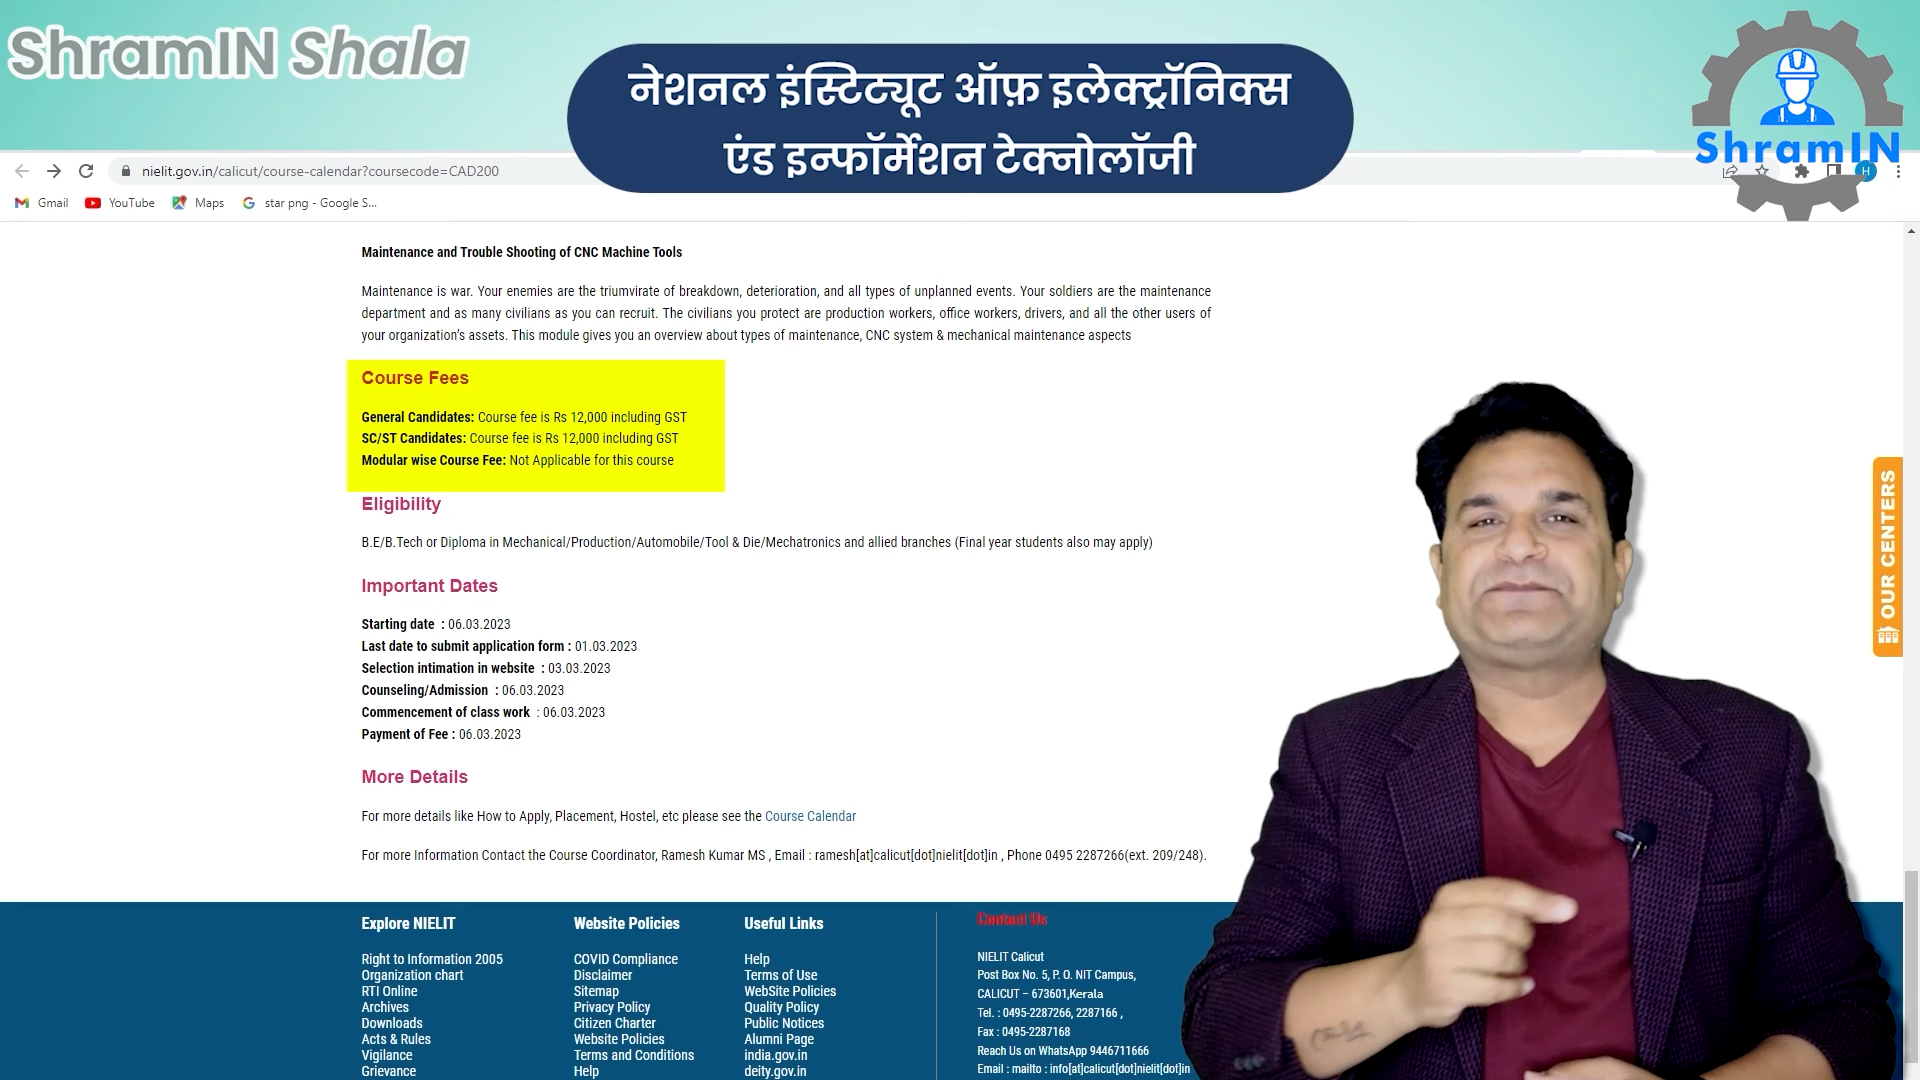 ShramIN Shala
नेशनल इंस्टिट्यूट ऑफ़ इलेक्ट्रॉनिक्स
एंड इन्फॉर्मेशन टेक्नोलॉजी
ShramIN
nielit.gov.in/calicut/course-calendar?coursecode=CAD200
H
Gmail YouTube Maps star png - Google S...
Maintenance and Trouble Shooting of CNC Machine Tools
Maintenance is war. Your enemies are the triumvirate of breakdown, deterioration, and all types of unplanned events. Your soldiers are the maintenance
department and as many civilians as you can recruit. The civilians you protect are production workers, office workers, drivers, and all the other users of
your organization’s assets. This module gives you an overview about types of maintenance, CNC system & mechanical maintenance aspects
Course Fees
General Candidates: Course fee is Rs 12,000 including GST
SC/ST Candidates: Course fee is Rs 12,000 including GST
Modular wise Course Fee: Not Applicable for this course
Eligibility
B.E/B.Tech or Diploma in Mechanical/Production/Automobile/Tool & Die/Mechatronics and allied branches (Final year students also may apply)
Important Dates
Starting date : 06.03.2023
Last date to submit application form : 01.03.2023
Selection intimation in website : 03.03.2023
Counseling/Admission : 06.03.2023
Commencement of class work : 06.03.2023
Payment of Fee : 06.03.2023
More Details
For more details like How to Apply, Placement, Hostel, etc please see the Course Calendar
For more Information Contact the Course Coordinator, Ramesh Kumar MS , Email : ramesh[at]calicut[dot]nielit[dot]in , Phone 0495 2287266(ext. 209/248).
OUR CENTERS
Explore NIELIT
Right to Information 2005
Organization chart
RTI Online
Archives
Downloads
Acts & Rules
Vigilance
Grievance
Website Policies
COVID Compliance
Disclaimer
Sitemap
Privacy Policy
Citizen Charter
Website Policies
Terms and Conditions
Help
Useful Links
Help
Terms of Use
WebSite Policies
Quality Policy
Public Notices
Alumni Page
india.gov.in
deity.gov.in
Contact Us
NIELIT Calicut
Post Box No. 5, P. O. NIT Campus,
CALICUT – 673601,Kerala
Tel. : 0495-2287266, 2287166 ,
Fax : 0495-2287168
Reach Us on WhatsApp 9446711666
Email : mailto : info[at]calicut[dot]nielit[dot]in